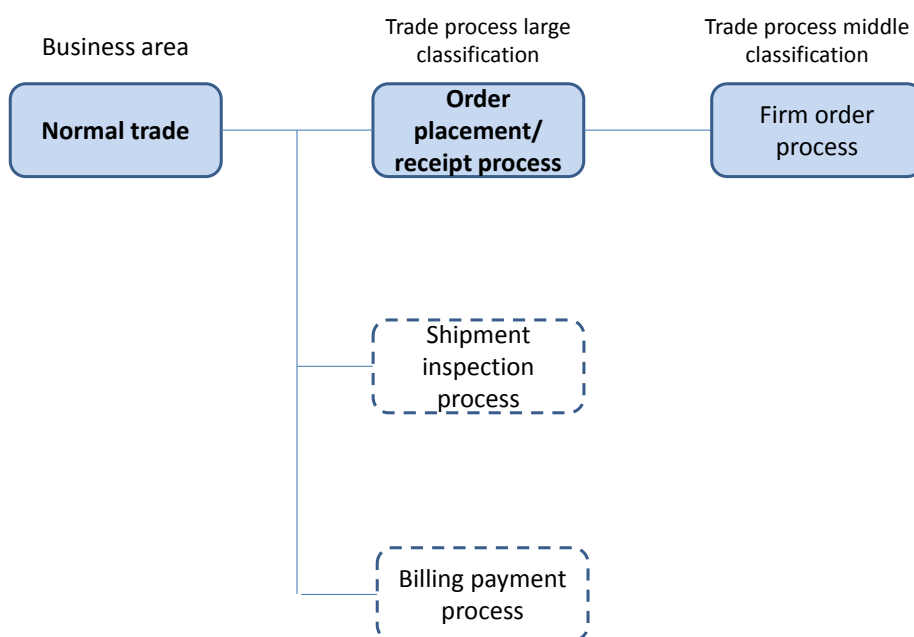 Business area
Trade process large
classification
Trade process middle
classification
Normal trade
Order
placement/
receipt process
Firm order
process
Shipment
inspection
process
Billing payment
process